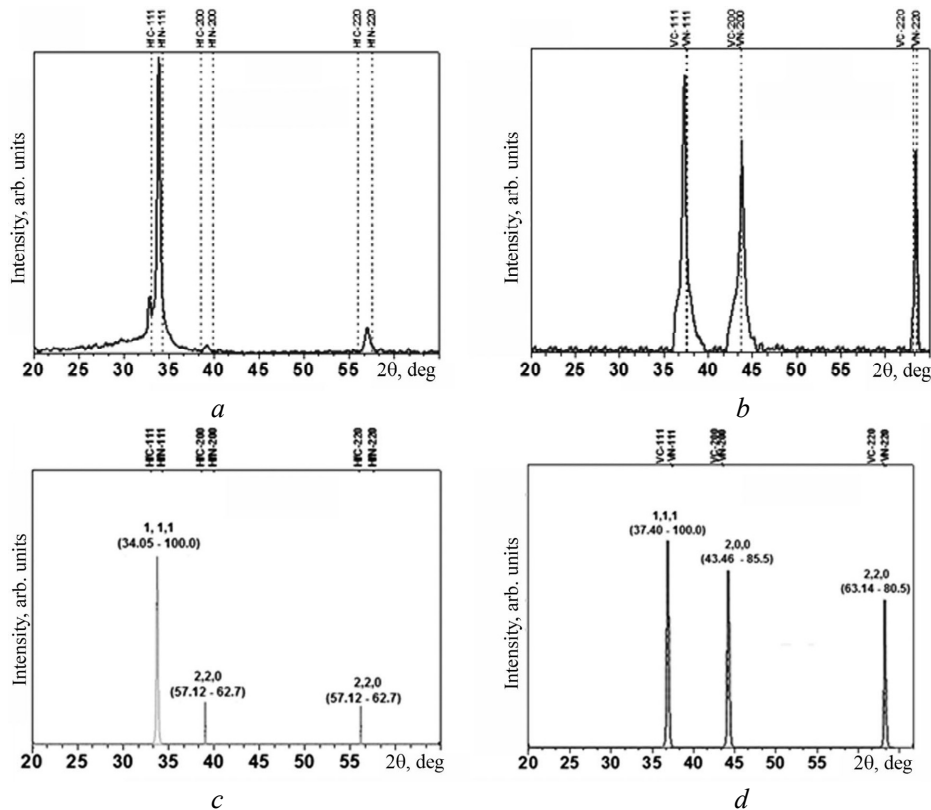 HfC-111
HfN-111
HfC-200
HfN-200
HfC-220
HfN-220
Intensity, arb. units
20 25 30 35 40 45 50 55 2θ, deg
a
VC-111
VN-111
VC-200
VN-200
VC-220
VN-220
Intensity, arb. units
20 25 30 35 40 45 50 55 60 2θ, deg
b
HfC-111
HfN-111
HfC-200
HfN-200
HfC-220
HfN-220
Intensity, arb. units
1, 1,1
(34.05 - 100.0)
2,2,0
(57.12 - 62.7)
2,2,0
(57.12 - 62.7)
20 25 30 35 40 45 50 55 2θ, deg
c
VC-111
VN-111
VC-200
VN-200
VC-220
VN-220
Intensity, arb. units
1,1,1
(37.40 - 100.0)
2,0,0
(43.46 - 85.5)
2,2,0
(63.14 - 80.5)
20 25 30 35 40 45 50 55 60 2θ, deg
d